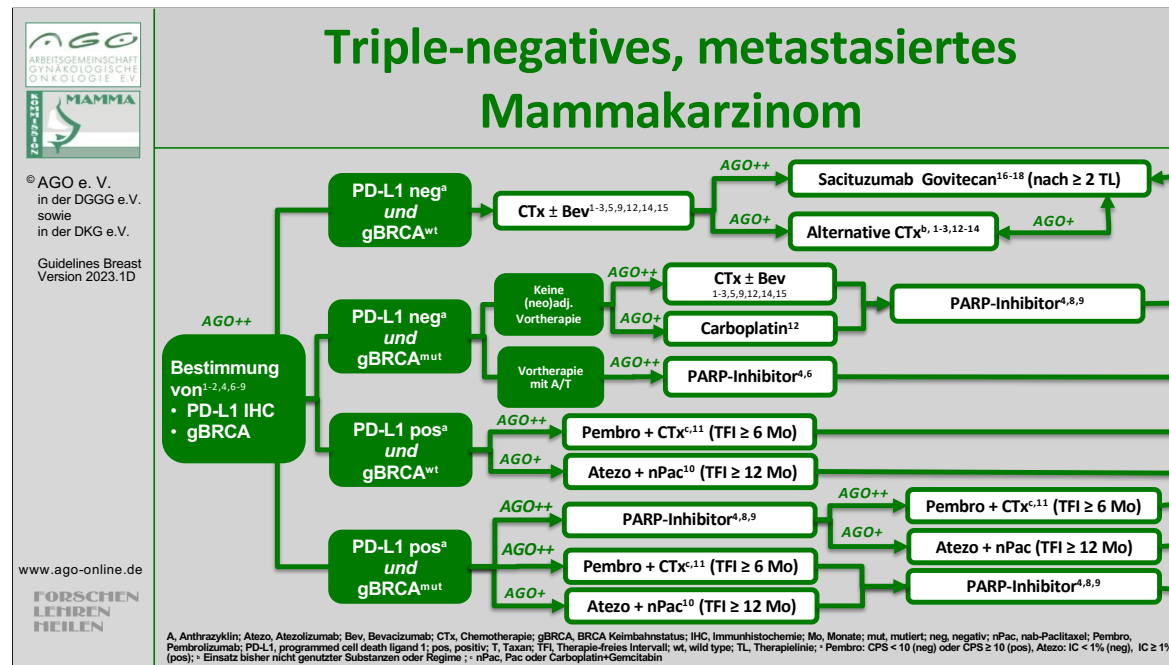 AGO
ARBEITSGEMEINSCHAFT
GYNÄKOLOGISCHE
ONKOLOGIE E.V.
KOMMISSION
MAMMA
© AGO e. V.
in der DGGG e.V.
sowie
in der DKG e.V.
Guidelines Breast
Version 2023.1D
www.ago-online.de
FORSCHEN
LEHREN
HEILEN
Triple-negatives, metastasiertes
Mammakarzinom
AGO++
Bestimmung
von1-2,4,6-9
• PD-L1 IHC
• gBRCA
PD-L1 nega
und
gBRCAwt
CTx ± Bev1-3,5,9,12,14,15
AGO++
Sacituzumab Govitecan16-18 (nach ≥ 2 TL)
AGO+
Alternative CTxb, 1-3,12-14
AGO+
PD-L1 nega
und
gBRCAmut
Keine
(neo)adj.
Vortherapie
AGO++
CTx ± Bev
1-3,5,9,12,14,15
AGO+
Carboplatin12
PARP-Inhibitor4,8,9
Vortherapie
mit A/T
AGO++
PARP-Inhibitor4,6
PD-L1 posa
und
gBRCAwt
AGO++
Pembro + CTxc,11 (TFI ≥ 6 Mo)
AGO+
Atezo + nPac10 (TFI ≥ 12 Mo)
PD-L1 posa
und
gBRCAmut
AGO++
PARP-Inhibitor4,8,9
AGO++
Pembro + CTxc,11 (TFI ≥ 6 Mo)
AGO+
Atezo + nPac10 (TFI ≥ 12 Mo)
AGO++
Pembro + CTxc,11 (TFI ≥ 6 Mo)
AGO+
Atezo + nPac (TFI ≥ 12 Mo)
PARP-Inhibitor4,8,9
A, Anthrazyklin; Atezo, Atezolizumab; Bev, Bevacizumab; CTx, Chemotherapie; gBRCA, BRCA Keimbahnstatus; IHC, Immunhistochemie; Mo, Monate; mut, mutiert; neg, negativ; nPac, nab-Paclitaxel; Pembro,
Pembrolizumab; PD-L1, programmed cell death ligand 1; pos, positiv; T, Taxan; TFI, Therapie-freies Intervall; wt, wild type; TL, Therapielinie; a Pembro: CPS < 10 (neg) oder CPS ≥ 10 (pos), Atezo: IC < 1% (neg), IC ≥ 1%
(pos); b Einsatz bisher nicht genutzter Substanzen oder Regime ; c nPac, Pac oder Carboplatin+Gemcitabin